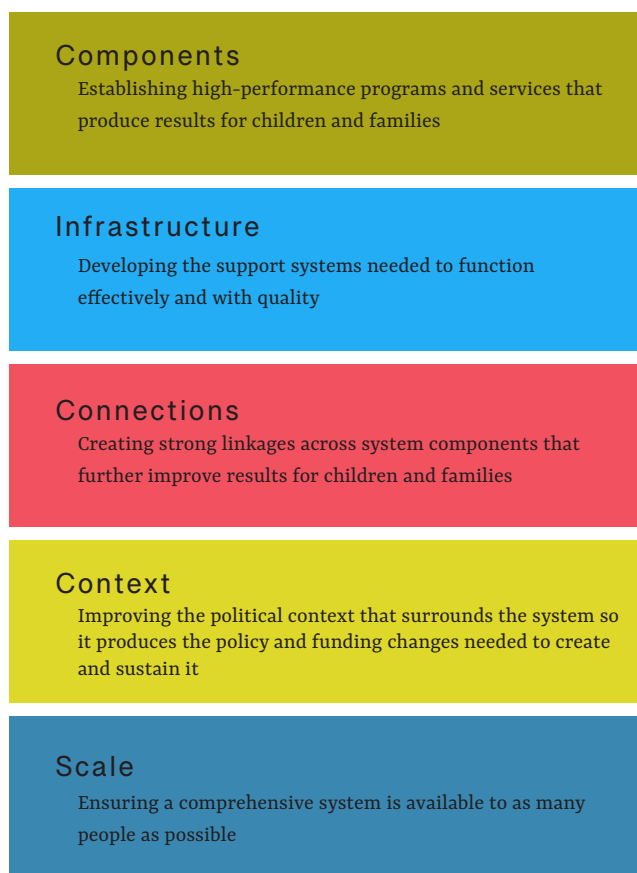 Components
Establishing high-performance programs and services that
produce results for children and families
Infrastructure
Developing the support systems needed to function
effectively and with quality
Connections
Creating strong linkages across system components that
further improve results for children and families
Context
Improving the political context that surrounds the system so
it produces the policy and funding changes needed to create
and sustain it
Scale
Ensuring a comprehensive system is available to as many
people as possible